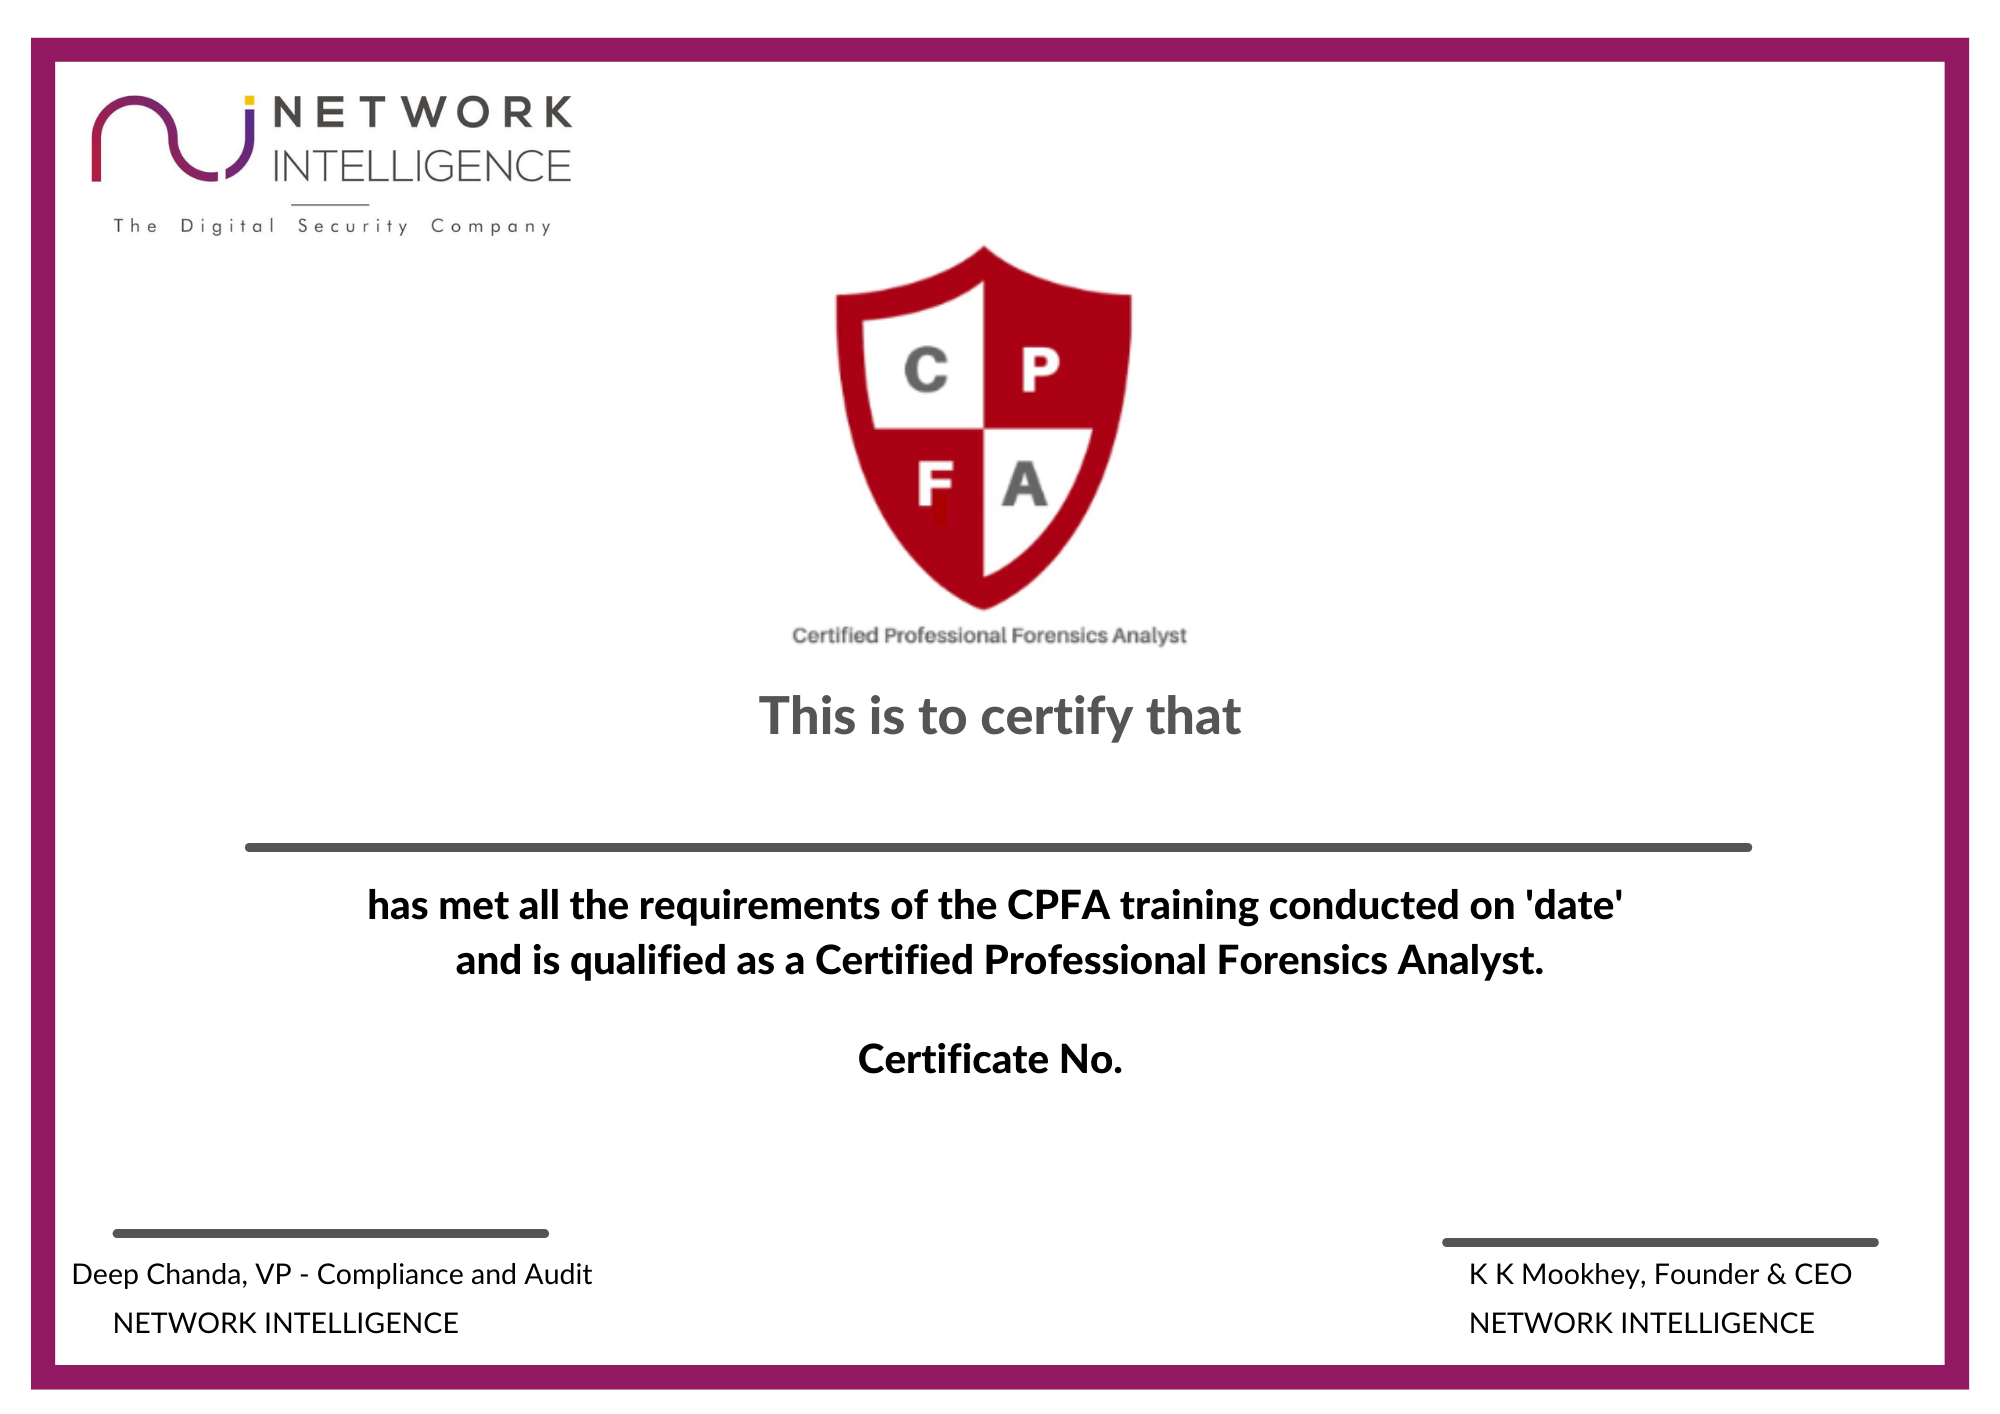 NETWORK
INTELLIGENCE
The Digital Security Company
C P
F A
Certified Professional Forensics Analyst
This is to certify that
has met all the requirements of the CPFA training conducted on 'date'
and is qualified as a Certified Professional Forensics Analyst.
Certificate No.
Deep Chanda, VP - Compliance and Audit
NETWORK INTELLIGENCE
K K Mookhey, Founder & CEO
NETWORK INTELLIGENCE